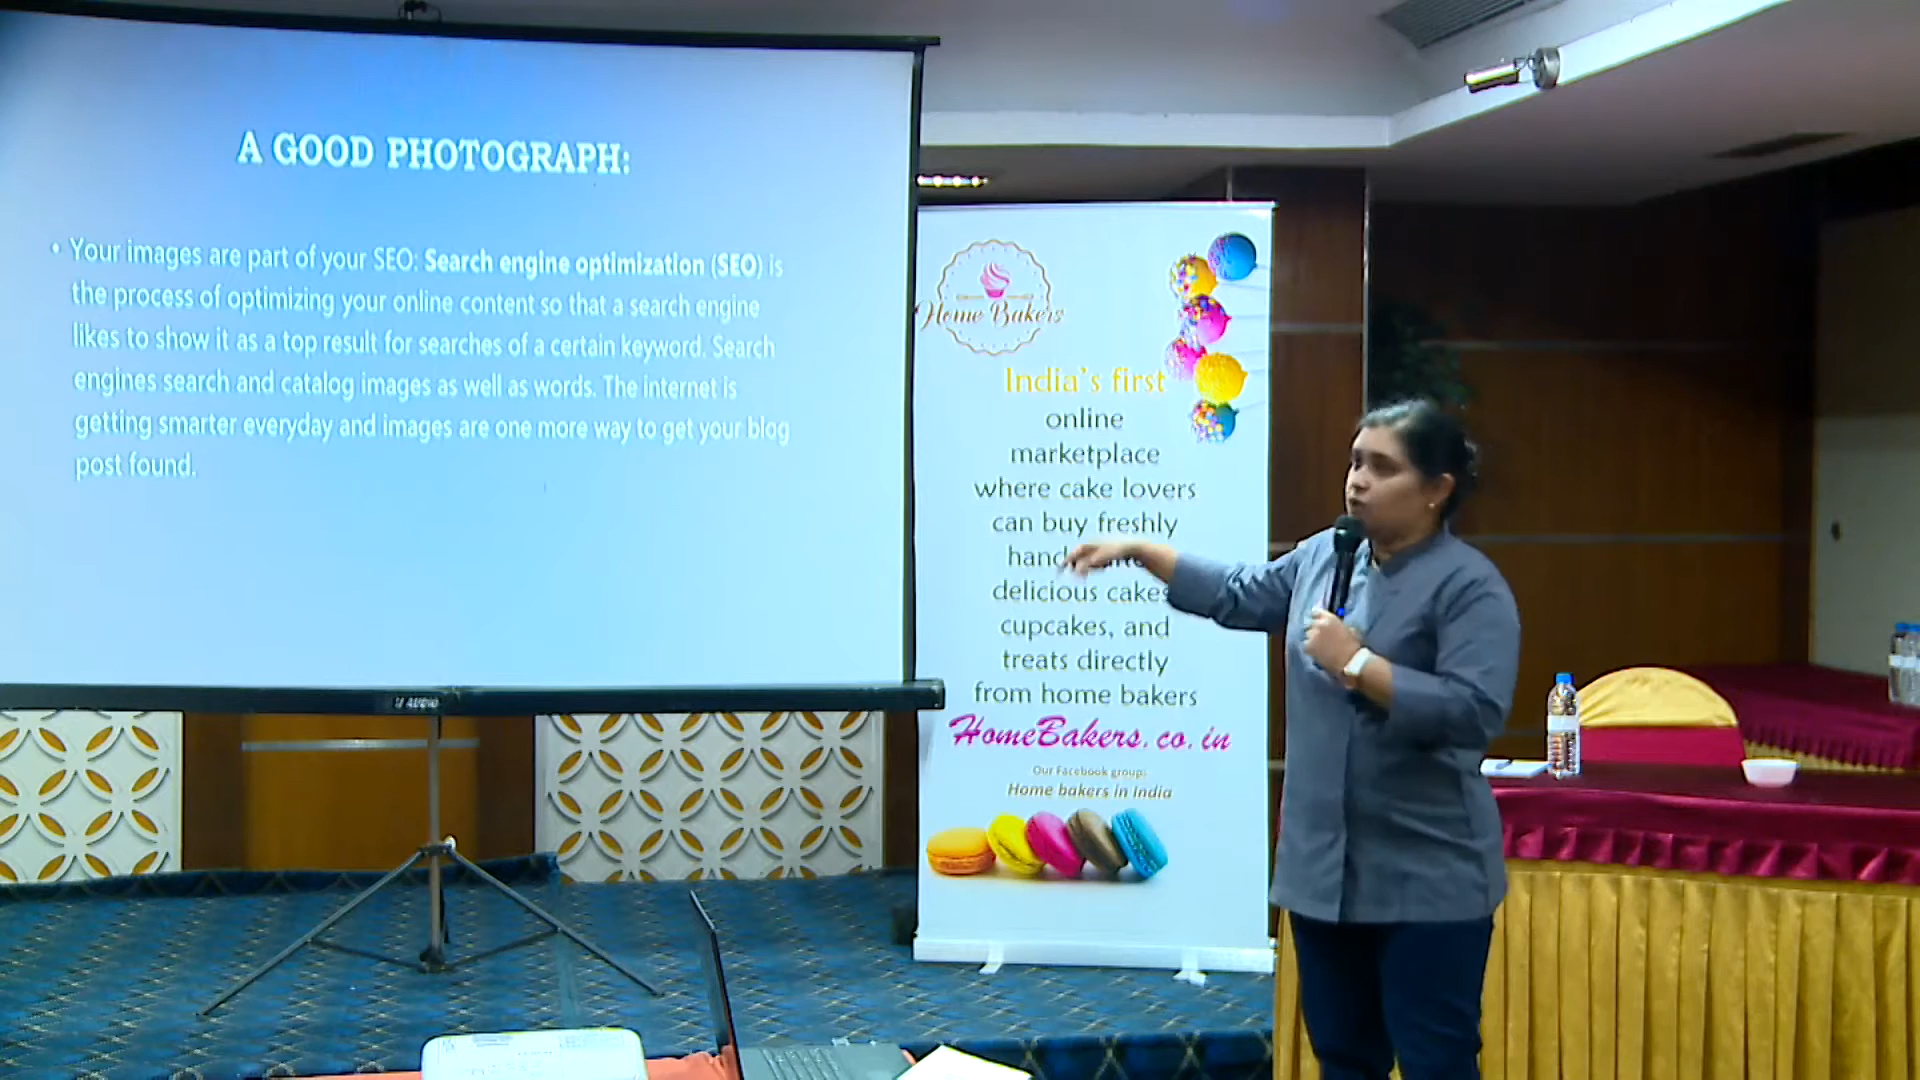 A GOOD PHOTOGRAPH:
• Your images are part of your SEO: Search engine optimization (SEO) is
the process of optimizing your online content so that a search engine
likes to show it as a top result for searches of a certain keyword. Search
engines search and catalog images as well as words. The internet is
getting smarter everyday and images are one more way to get your blog
post found.
Home Bakers
India's first
online
marketplace
where cake lovers
can buy freshly
delicious cakes
cupcakes, and
treats directly
from home bakers
HomeBakers.co.in
Our Facebook group:
Home bakers in India